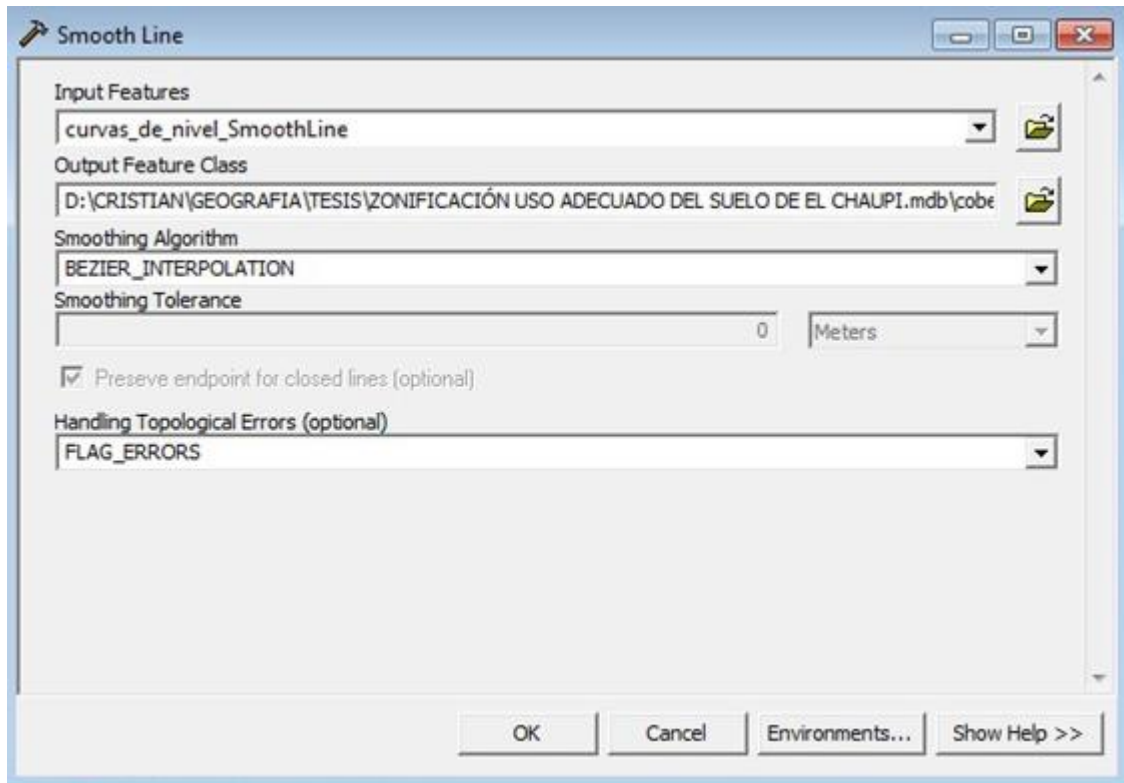 Smooth Line
Input Features
curvas_de_nivel_SmoothLine
Output Feature Class
D:\CRISTIAN\GEOGRAFIA\TESIS\ZONIFICACIÓN USO ADECUADO DEL SUELO DE EL CHAUPI.mdb\cobe
Smoothing Algorithm
BEZIER_INTERPOLATION
Smoothing Tolerance
0 Meters
Preseve endpoint for closed lines (optional)
Handling Topological Errors (optional)
FLAG_ERRORS
OK Cancel Environments... Show Help >>